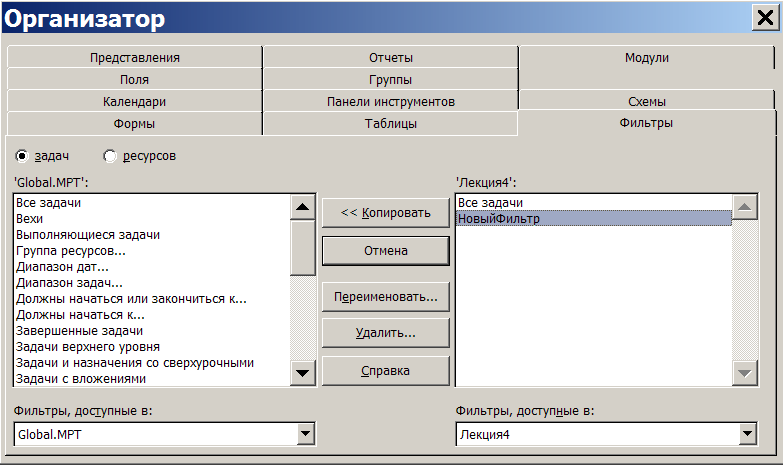 Организатор
Представления Отчеты Модули
Поля Группы
Календари Панели инструментов Схемы
Формы Таблицы Фильтры
задач ресурсов
'Global.MPT': 'Лекция4':
Все задачи
Вехи
Выполняющиеся задачи
Группа ресурсов...
Диапазон дат...
Диапазон задач...
Должны начаться или закончиться к...
Должны начаться к...
Завершенные задачи
Задачи верхнего уровня
Задачи и назначения со сверхурочными
Задачи с вложениями
<< Копировать
Отмена
Переименовать...
Удалить...
Справка
Все задачи
НовыйФильтр
Фильтры, доступные в: Фильтры, доступные в:
Global.MPT Лекция4